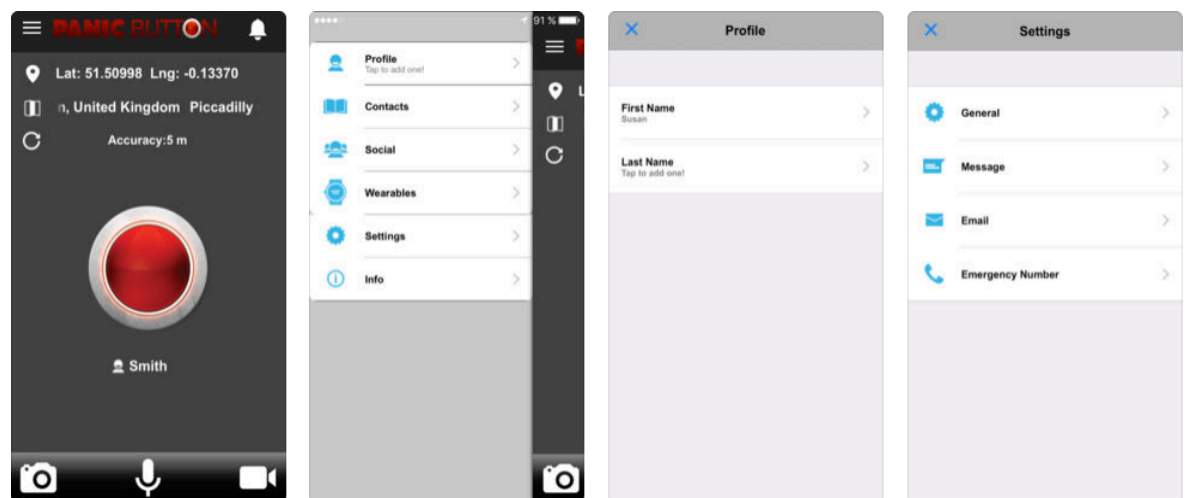 PANIC BUTTON
Lat: 51.50998 Lng: -0.13370
n, United Kingdom Piccadilly
Accuracy:5 m
Smith
91 %
Profile
Tap to add one!
Contacts
Social
Wearables
Settings
Info
L
Profile
First Name
Susan
Last Name
Tap to add one!
Settings
General
Message
Email
Emergency Number